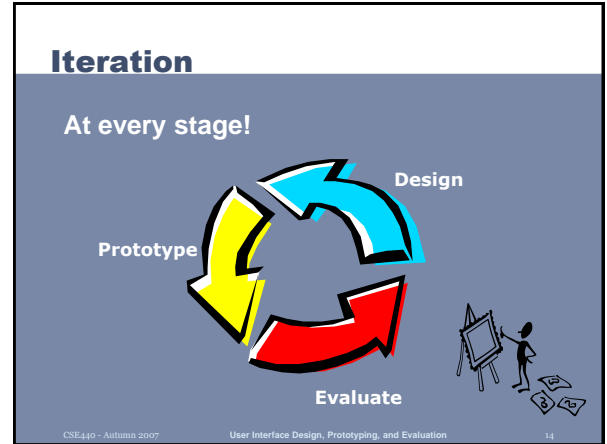 Iteration
At every stage!
Design
Prototype
Evaluate
CSE440 - Autumn 2007
User Interface Design, Prototyping, and Evaluation
14